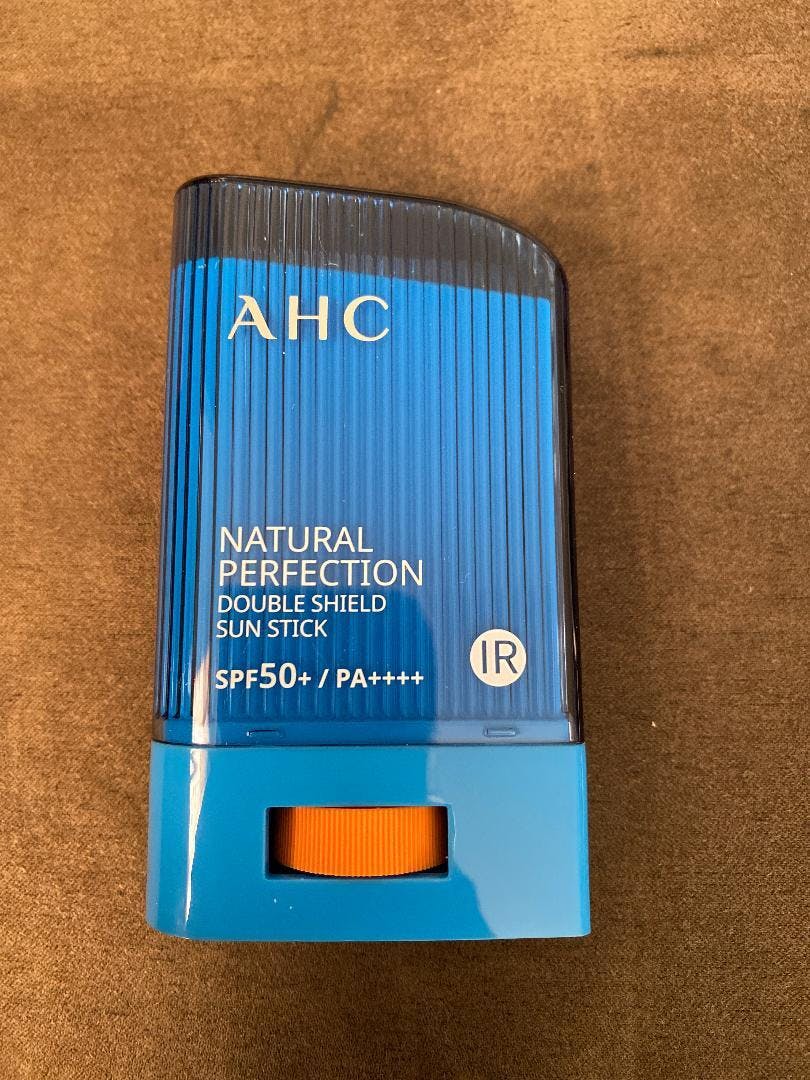 AHC
NATURAL
PERFECTION
DOUBLE SHIELD
SUN STICK
SPF50+ / PA++++
IR